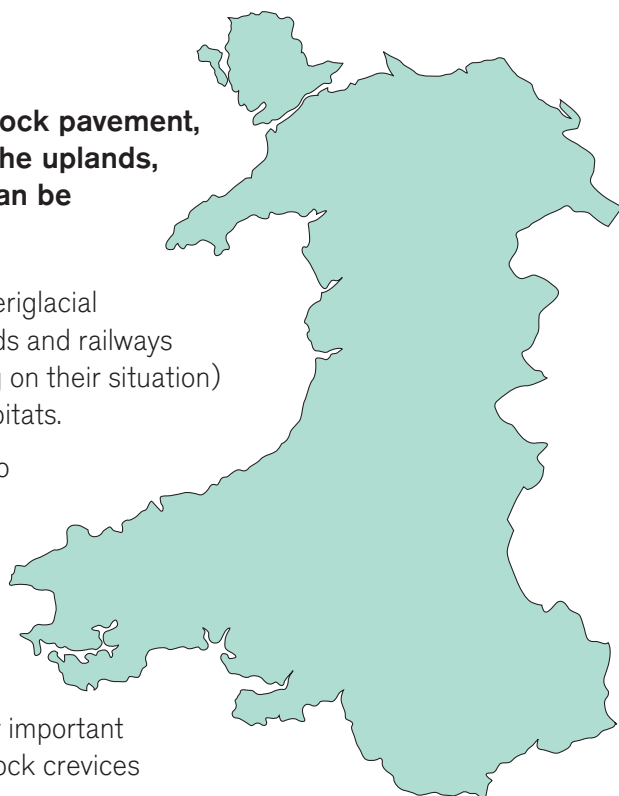 ock pavement,
he uplands,
an be
eriglacial
ds and railways
g on their situation)
bitats.
o
important
ock crevices